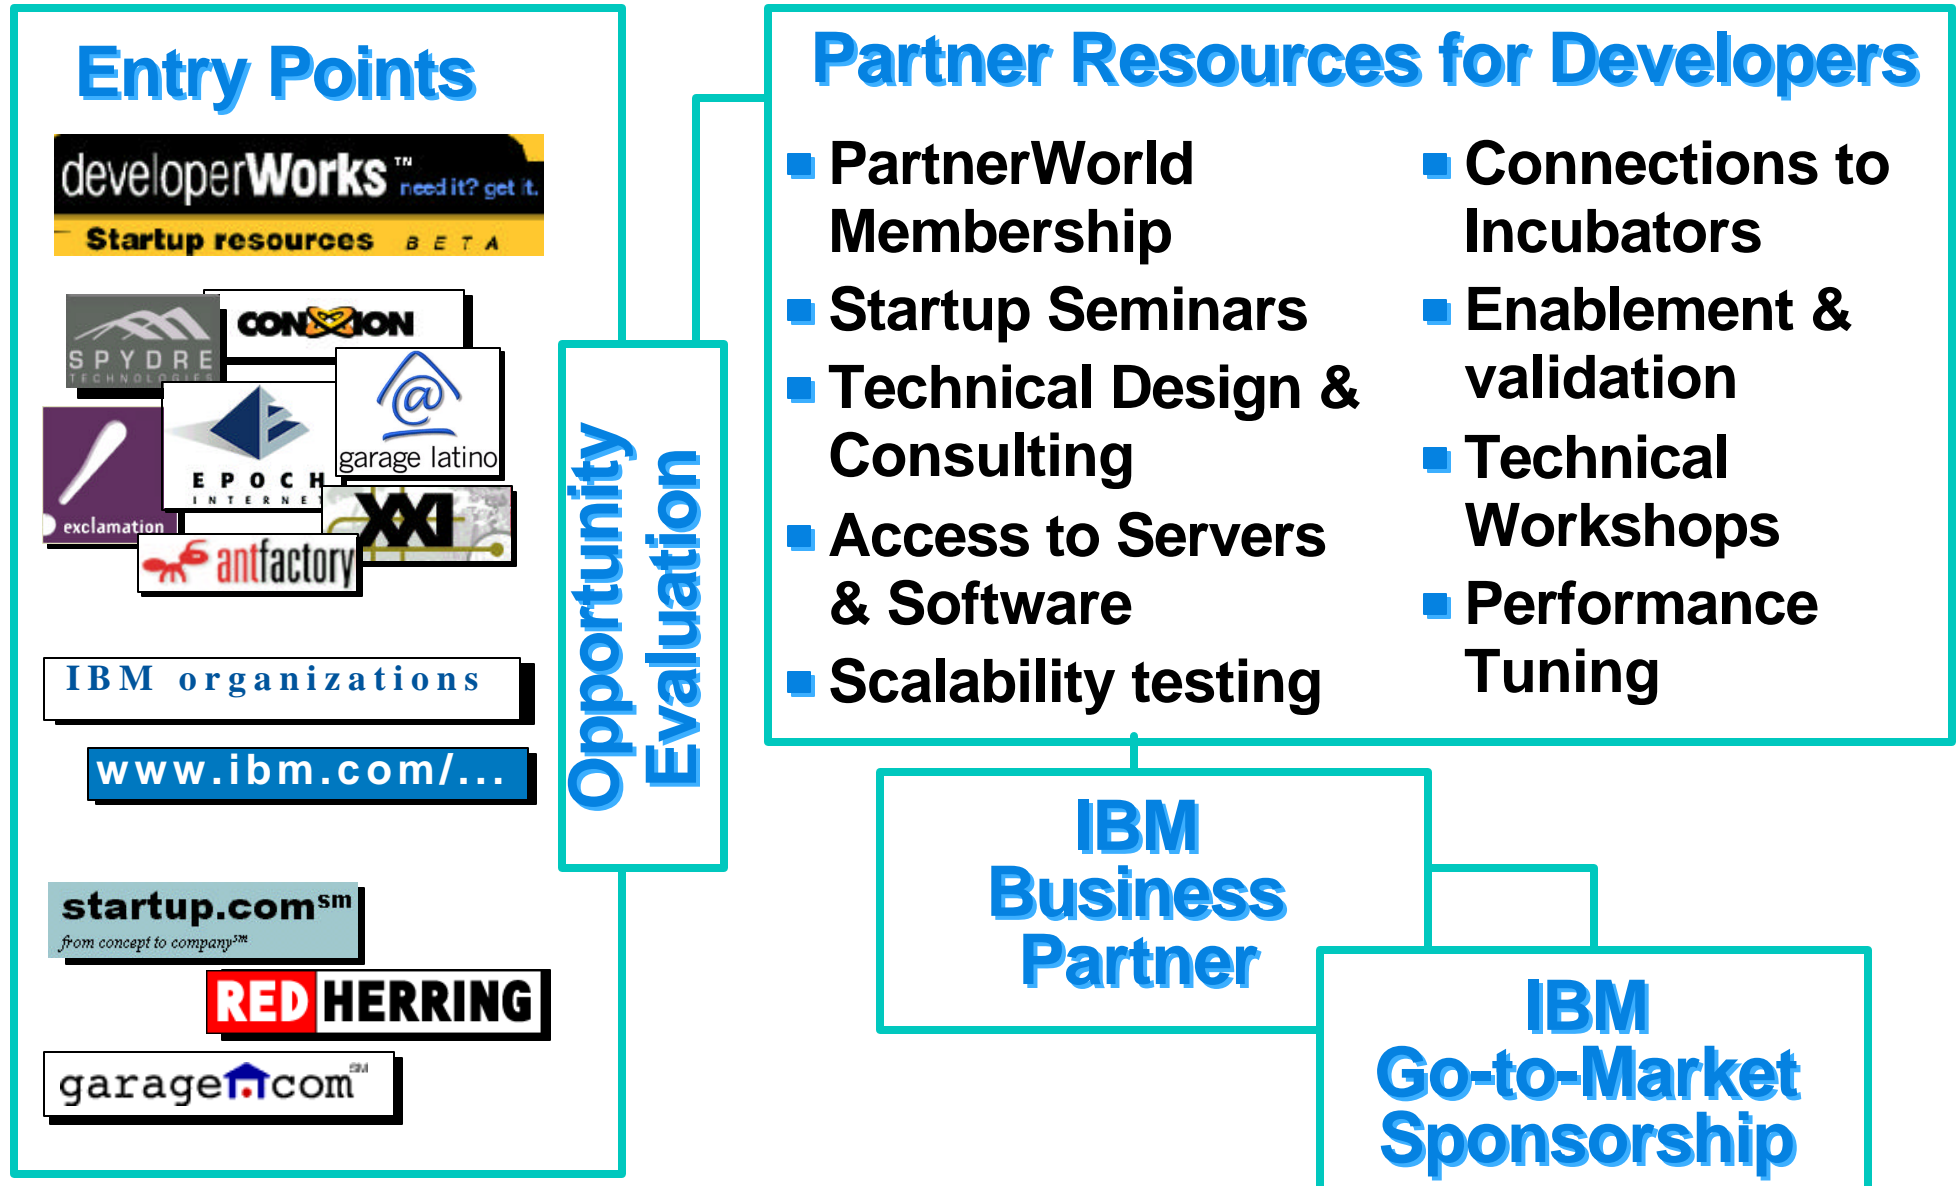 Entry Points
developerWorks™ need it? get it.
Startup resources BETA
SPYDRE
TECHNOLOGIES
CONXXION
@
garage latino
EPOCH
INTERNET
exclamation
XXI
antfactory
IBM organizations
www.ibm.com/...
startup.comsm
from concept to companysm
RED HERRING
garage.comSM
Opportunity
Evaluation
Partner Resources for Developers
PartnerWorld
Membership
Startup Seminars
Technical Design &
Consulting
Access to Servers
& Software
Scalability testing
Connections to
Incubators
Enablement &
validation
Technical
Workshops
Performance
Tuning
IBM
Business
Partner
IBM
Go-to-Market
Sponsorship